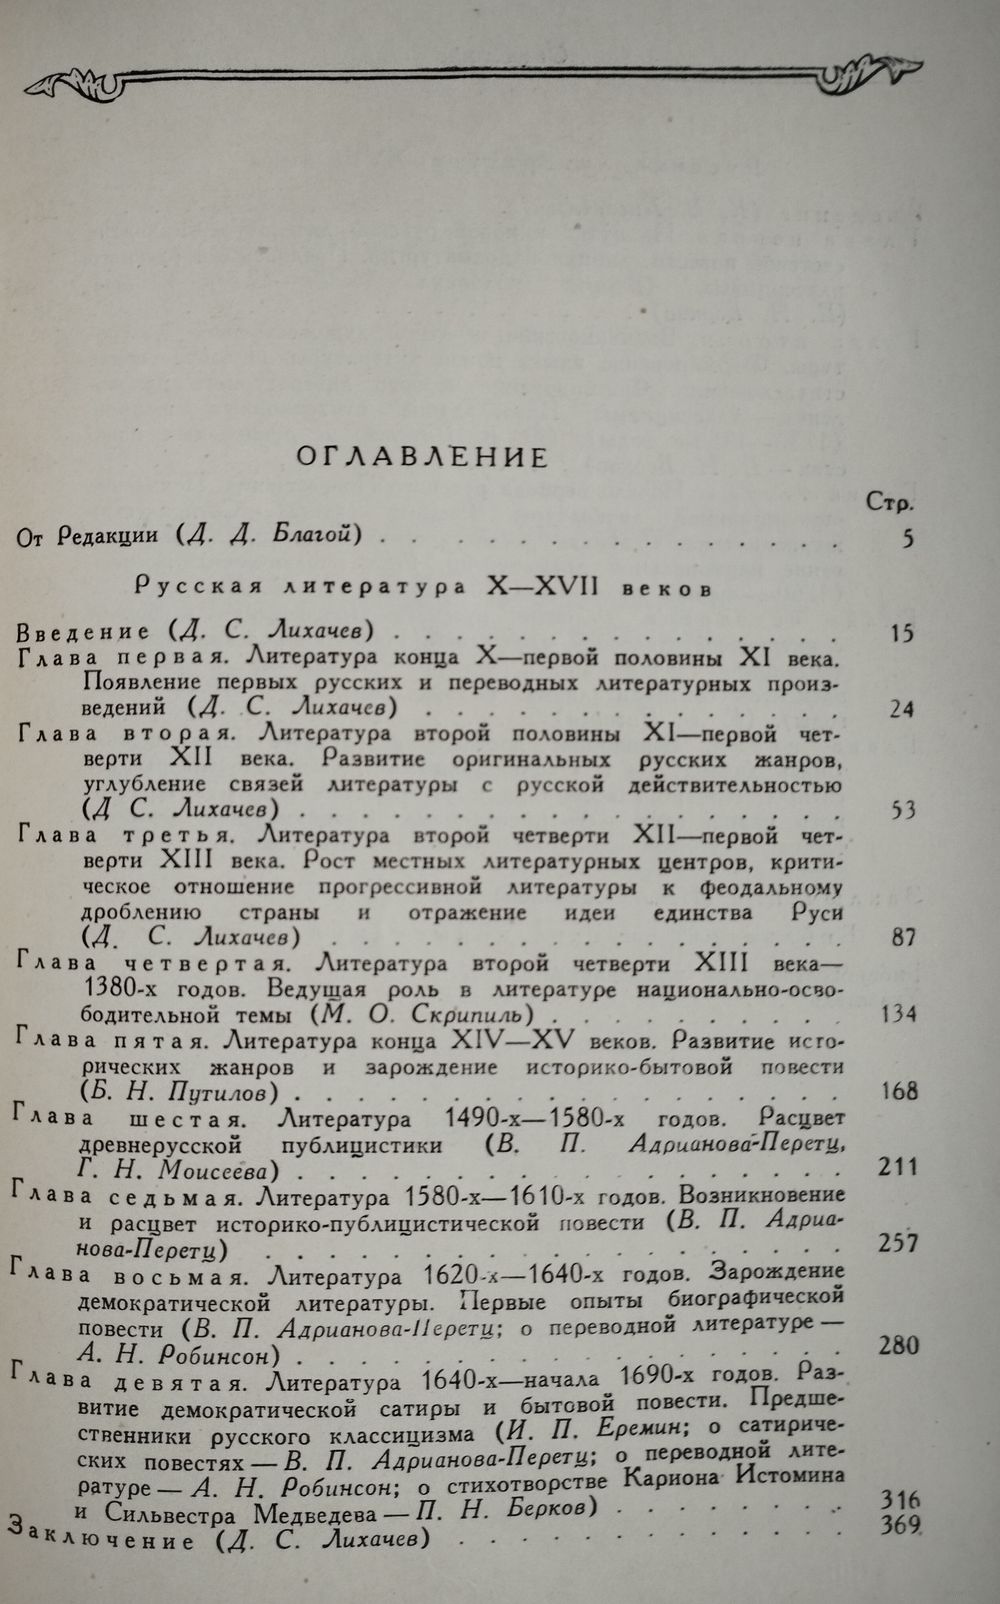 ОГЛАВЛЕНИЕ
Стр.
От Редакции (Д. Д. Благой) . . . . . . . . . . . . . . . . 5
Русская литература X—XVII веков
Введение (Д. С. Лихачев) . . . . . . . . . . . . . . . . 15
Глава первая. Литература конца X—первой половины XI века.
Появление первых русских и переводных литературных произ-
ведений (Д. С. Лихачев) . . . . . . . . . . . . . . . 24
Глава вторая. Литература второй половины XI—первой чет-
верти XII века. Развитие оригинальных русских жанров,
углубление связей литературы с русской действительностью
(Д С. Лихачев) . . . . . . . . . . . . . . . . . . . 53
Глава третья. Литература второй четверти XII—первой чет-
верти XIII века. Рост местных литературных центров, крити-
ческое отношение прогрессивной литературы к феодальному
дроблению страны и отражение идеи единства Руси
(Д. С. Лихачев) . . . . . . . . . . . . . . . . . . 87
Глава четвертая. Литература второй четверти XIII века—
1380-х годов. Ведущая роль в литературе национально-осво-
бодительной темы (М. О. Скрипиль) . . . . . . . . . . 134
Глава пятая. Литература конца XIV—XV веков. Развитие исто-
рических жанров и зарождение историко-бытовой повести
(Б. Н. Путилов) . . . . . . . . . . . . . . . . . . . 168
Глава шестая. Литература 1490-х—1580-х годов. Расцвет
древнерусской публицистики (В. П. Адрианова-Перетц,
Г. Н. Моисеева) . . . . . . . . . . . . . . . . . . . 211
Глава седьмая. Литература 1580-х—1610-х годов. Возникновение
и расцвет историко-публицистической повести (В. П. Адриа-
нова-Перетц) . . . . . . . . . . . . . . . . . . . . 257
Глава восьмая. Литература 1620-х—1640-х годов. Зарождение
демократической литературы. Первые опыты биографической
повести (В. П. Адрианова-Перетц; о переводной литературе —
А. Н. Робинсон) . . . . . . . . . . . . . . . . . . . 280
Глава девятая. Литература 1640-х—начала 1690-х годов. Раз-
витие демократической сатиры и бытовой повести. Предше-
ственники русского классицизма (И. П. Еремин; о сатириче-
ских повестях — В. П. Адрианова-Перетц; о переводной лите-
ратуре — А. Н. Робинсон; о стихотворстве Кариона Истомина
и Сильвестра Медведева — П. Н. Берков) . . . . . . . . 316
Заключение (Д. С. Лихачев) . . . . . . . . . . . . . . 369